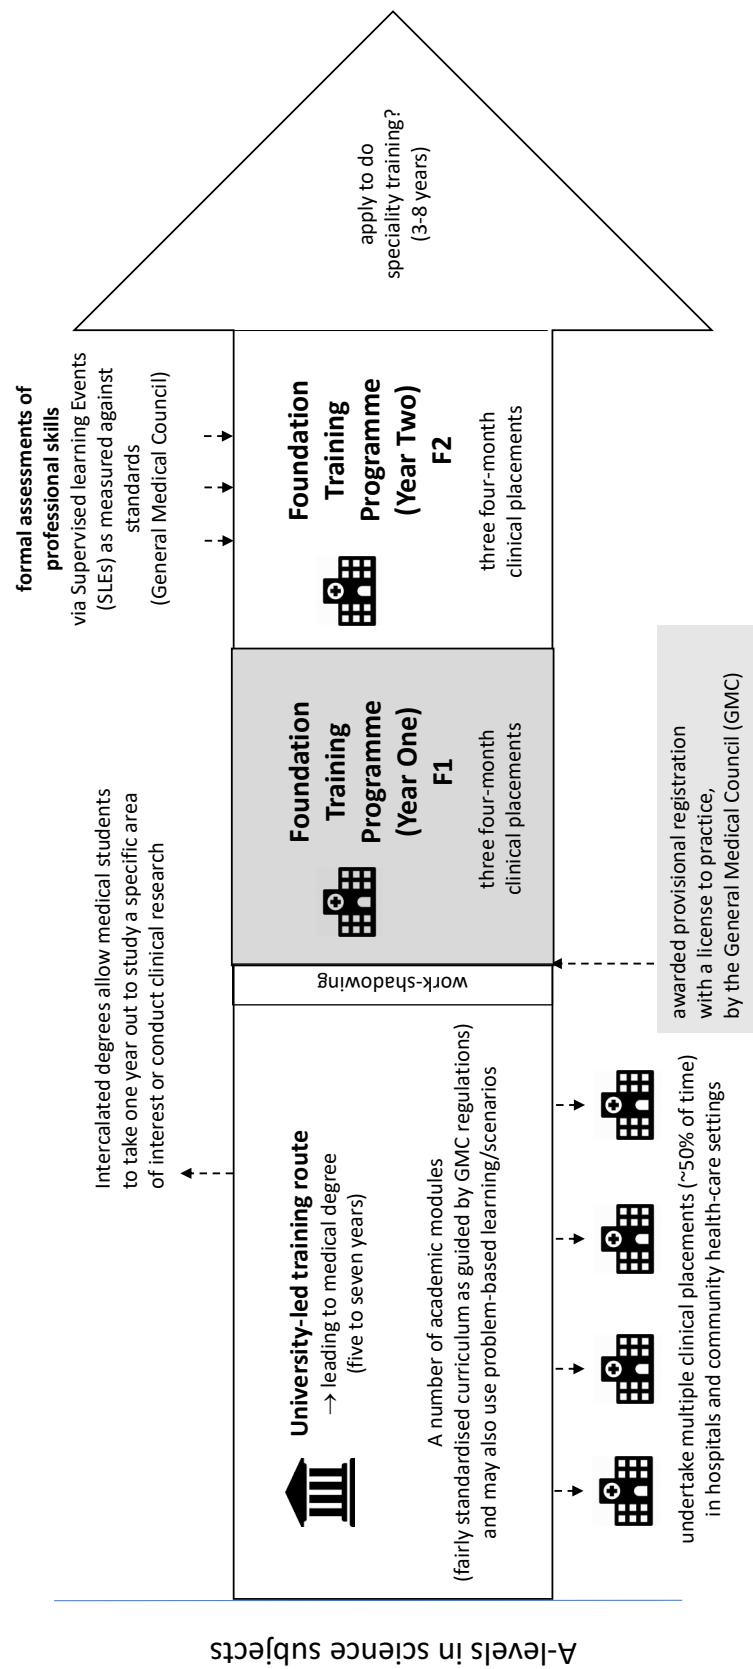 A-levels in science subjects
University-led training route
→ leading to medical degree
(five to seven years)
A number of academic modules
(fairly standardised curriculum as guided by GMC regulations)
and may also use problem-based learning/scenarios
undertake multiple clinical placements (~50% of time)
in hospitals and community health-care settings
Intercalated degrees allow medical students
to take one year out to study a specific area
of interest or conduct clinical research
work-shadowing
awarded provisional registration
with a license to practice,
by the General Medical Council (GMC)
Foundation
Training
Programme
(Year One)
F1
three four-month
clinical placements
formal assessments of
professional skills
via Supervised learning Events
(SLEs) as measured against
standards
(General Medical Council)
Foundation
Training
Programme
(Year Two)
F2
three four-month
clinical placements
apply to do
speciality training?
(3-8 years)